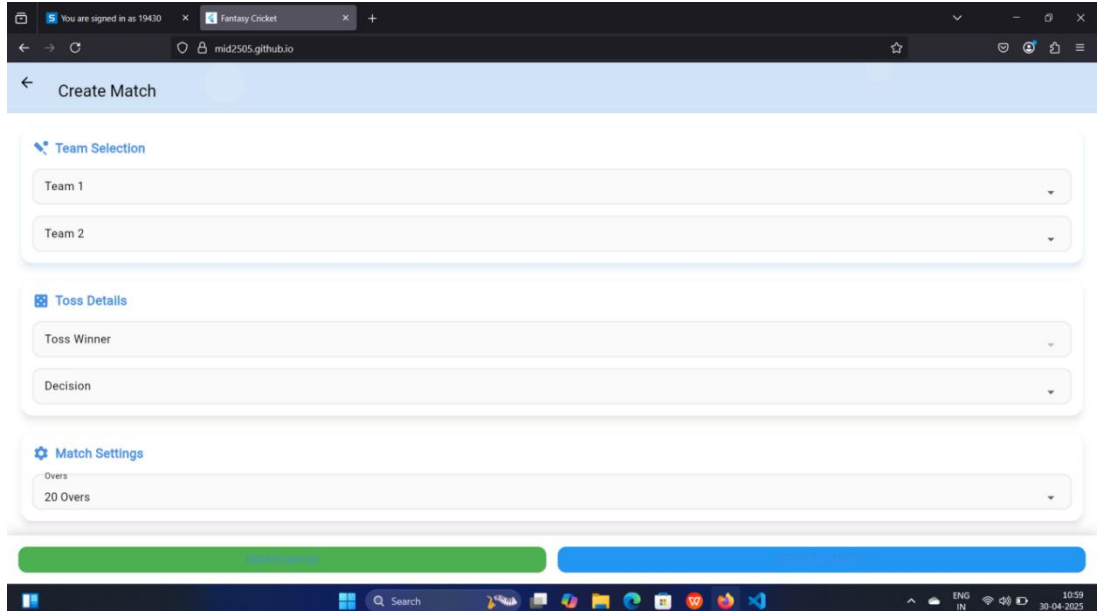 You are signed in as 19430
Fantasy Cricket
mid2505.github.io
Create Match
Team Selection
Team 1
Team 2
Toss Details
Toss Winner
Decision
Match Settings
Overs
20 Overs
Search
ENG
IN
10:59
30-04-2025